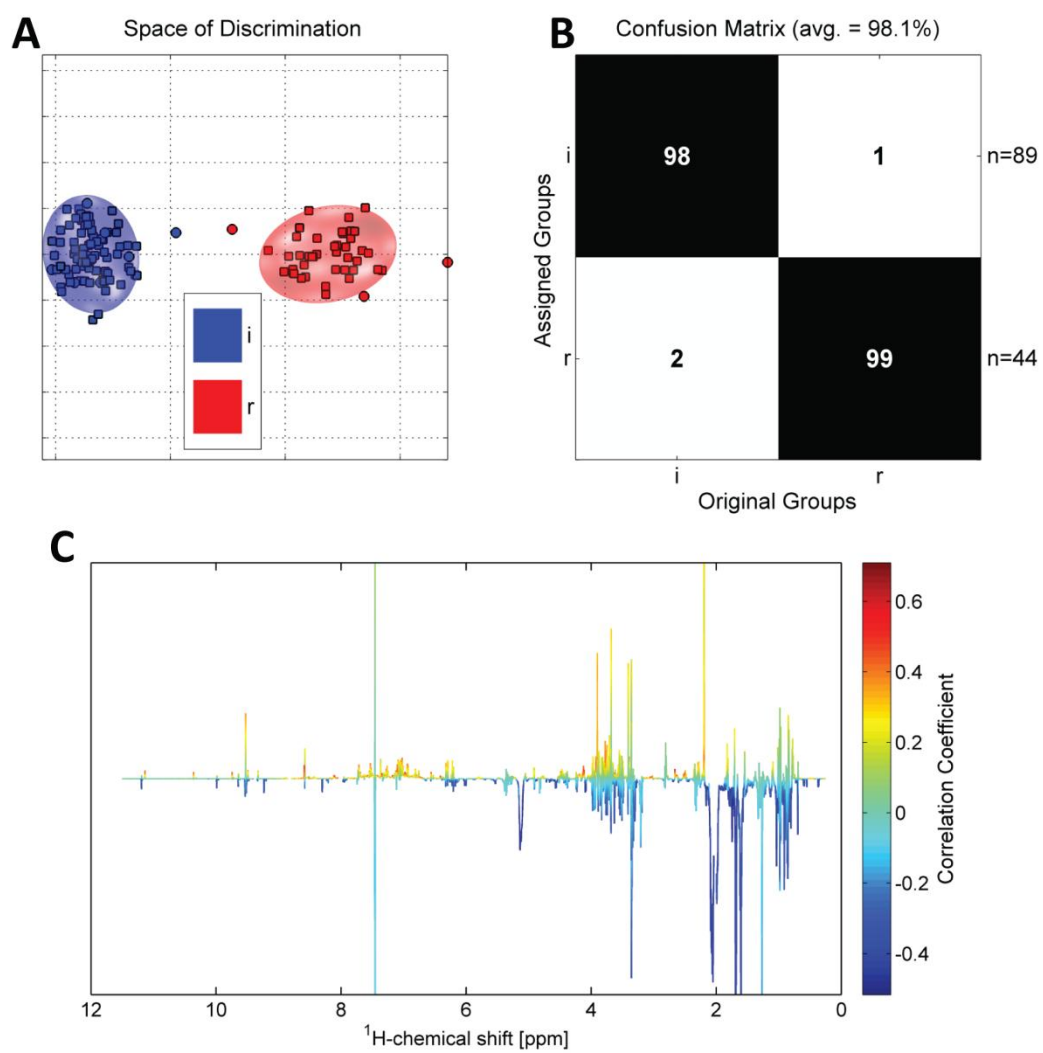 A
Space of Discrimination
i
r
B
Confusion Matrix (avg. = 98.1%)
Assigned Groups
i
98
1
n=89
r
2
99
n=44
i
r
Original Groups
C
12
10
8
6
4
2
0
¹H-chemical shift [ppm]
0.6
0.4
0.2
0
-0.2
-0.4
Correlation Coefficient